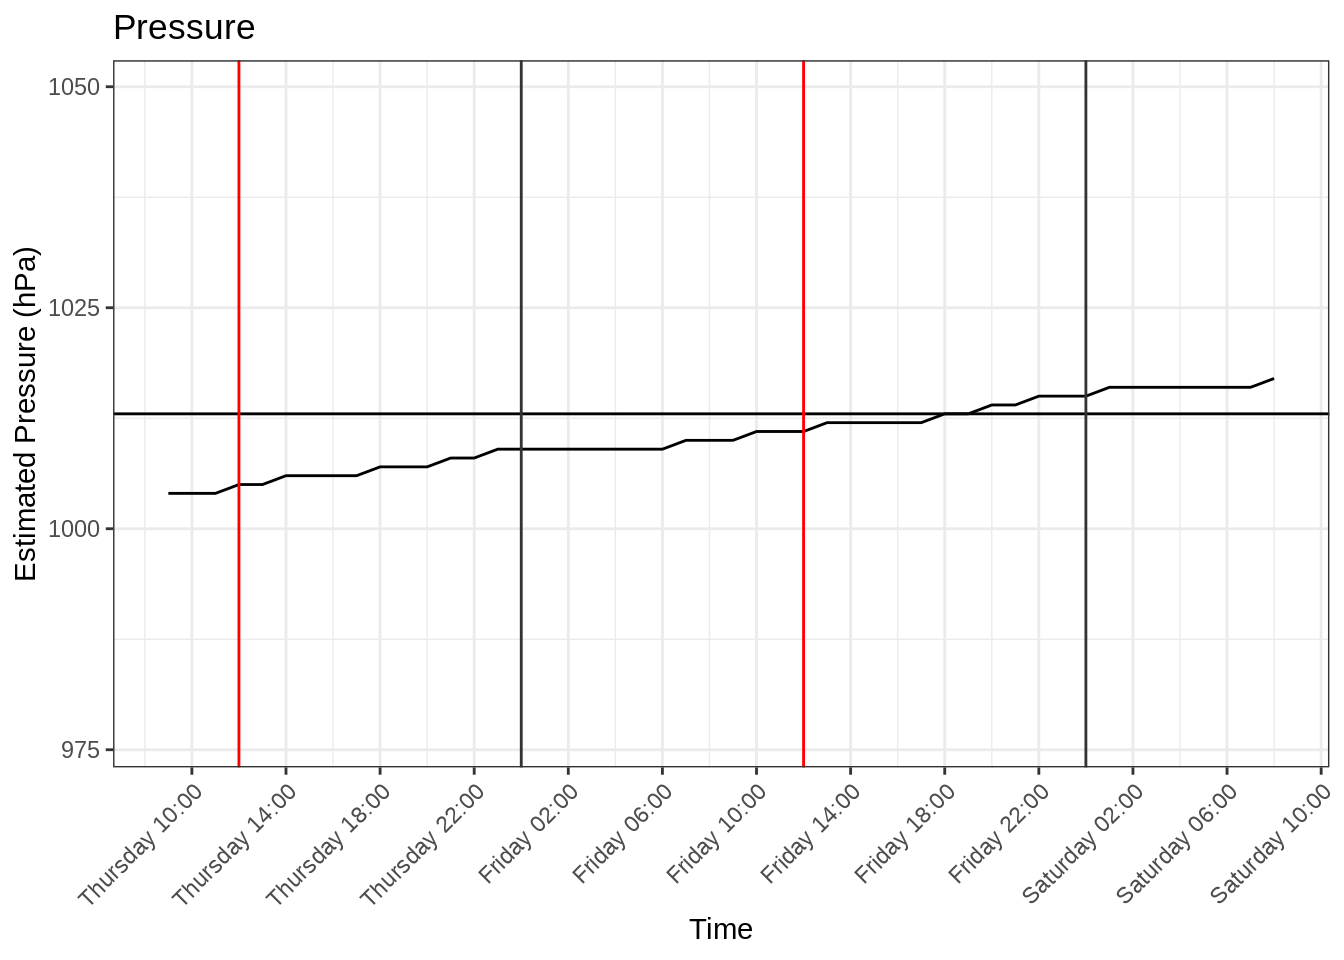 Pressure
Estimated Pressure (hPa)
1050
1025
1000
975
Thursday 10:00
Thursday 14:00
Thursday 18:00
Thursday 22:00
Friday 02:00
Friday 06:00
Friday 10:00
Friday 14:00
Friday 18:00
Friday 22:00
Saturday 02:00
Saturday 06:00
Saturday 10:00
Time